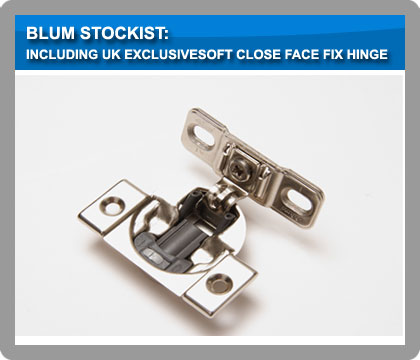 BLUM STOCKIST:
INCLUDING UK EXCLUSIVESOFT CLOSE FACE FIX HINGE